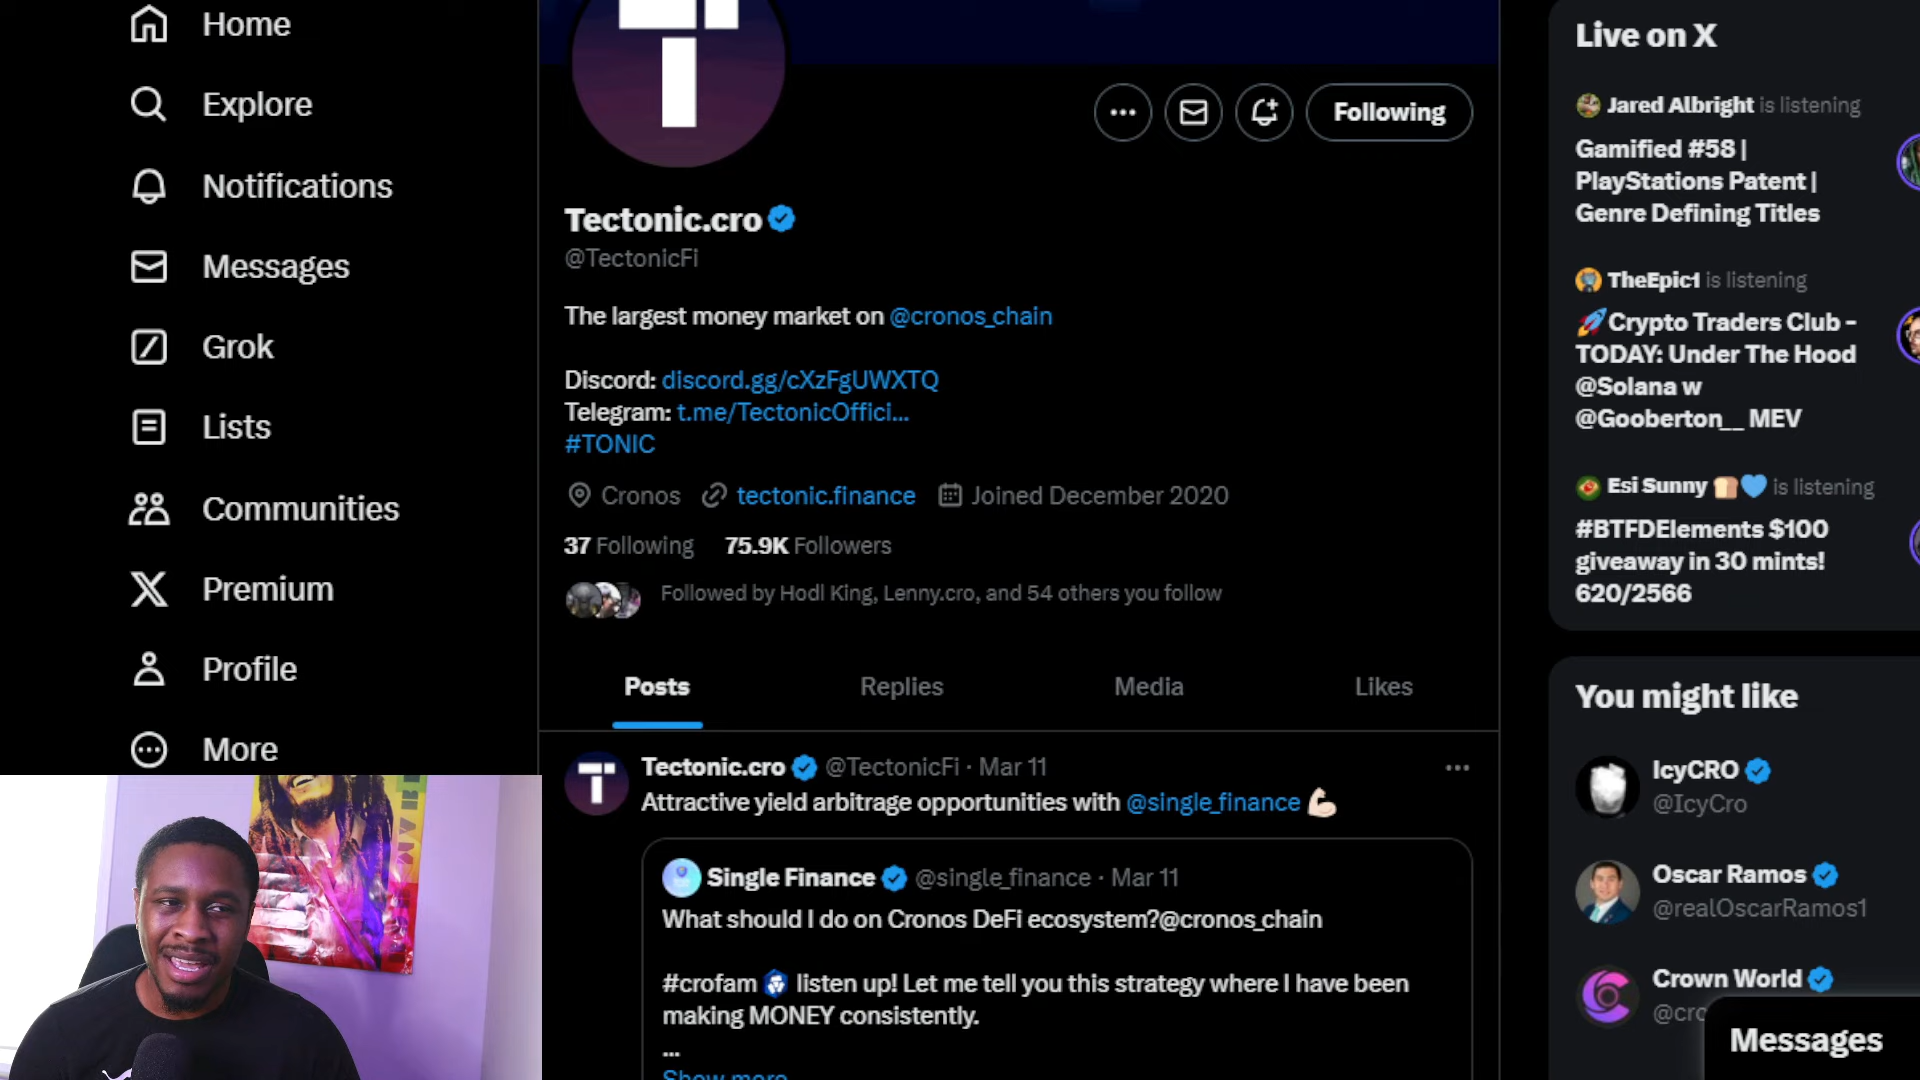 Home
Explore
Notifications
Messages
Grok
Lists
Communities
Premium
Profile
More
Following
Tectonic.cro
@TectonicFi
The largest money market on @cronos_chain
Discord: discord.gg/cXzFgUWXTQ
Telegram: t.me/TectonicOffici...
#TONIC
Cronos tectonic.finance Joined December 2020
37 Following 75.9K Followers
Followed by Hodl King, Lenny.cro, and 54 others you follow
Posts Replies Media Likes
Tectonic.cro @TectonicFi · Mar 11
Attractive yield arbitrage opportunities with @single_finance 💪🏻
Single Finance @single_finance · Mar 11
What should I do on Cronos DeFi ecosystem?@cronos_chain
#crofam listen up! Let me tell you this strategy where I have been
making MONEY consistently.
...
Show more
Live on X
Jared Albright is listening
Gamified #58 |
PlayStations Patent |
Genre Defining Titles
TheEpic1 is listening
🚀Crypto Traders Club -
TODAY: Under The Hood
@Solana w
@Gooberton__ MEV
Esi Sunny 🍞💙 is listening
#BTFDElements $100
giveaway in 30 mints!
620/2566
You might like
IcyCRO
@IcyCro
Oscar Ramos
@realOscarRamos1
Crown World
@cro
Messages